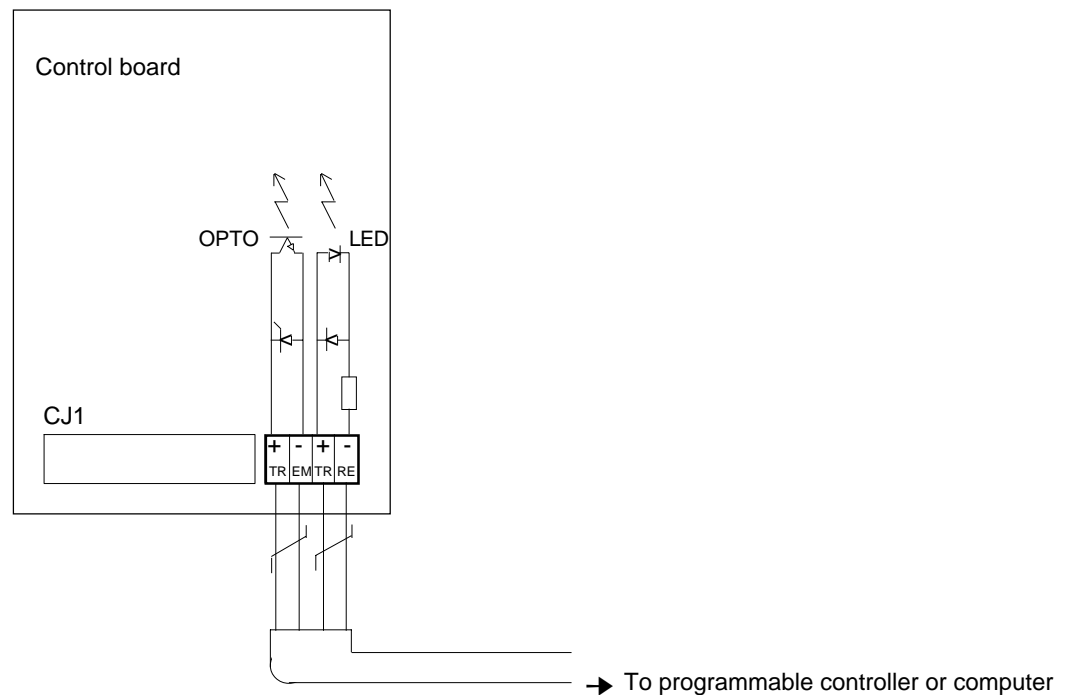 Control board
OPTO LED
CJ1
+ - + -
TR EM TR RE
To programmable controller or computer